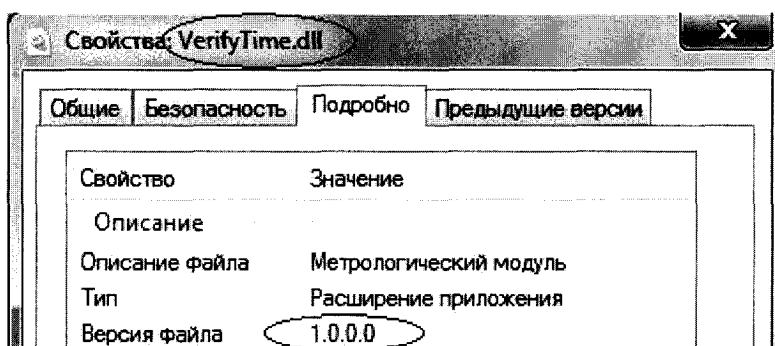 Свойства: VerifyTime.dll
x
Общие Безопасность Подробно Предыдущие версии
Свойство Значение
Описание
Описание файла Метрологический модуль
Тип Расширение приложения
Версия файла 1.0.0.0